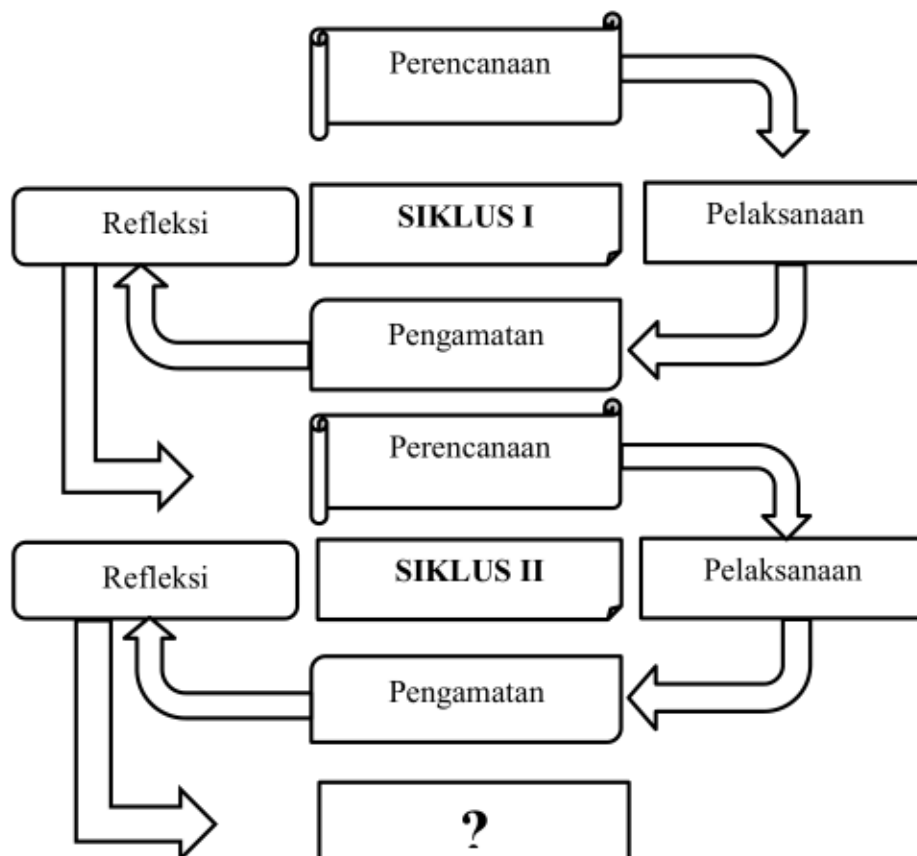 Perencanaan
Refleksi
SIKLUS I
Pelaksanaan
Pengamatan
Perencanaan
Refleksi
SIKLUS II
Pelaksanaan
Pengamatan
?